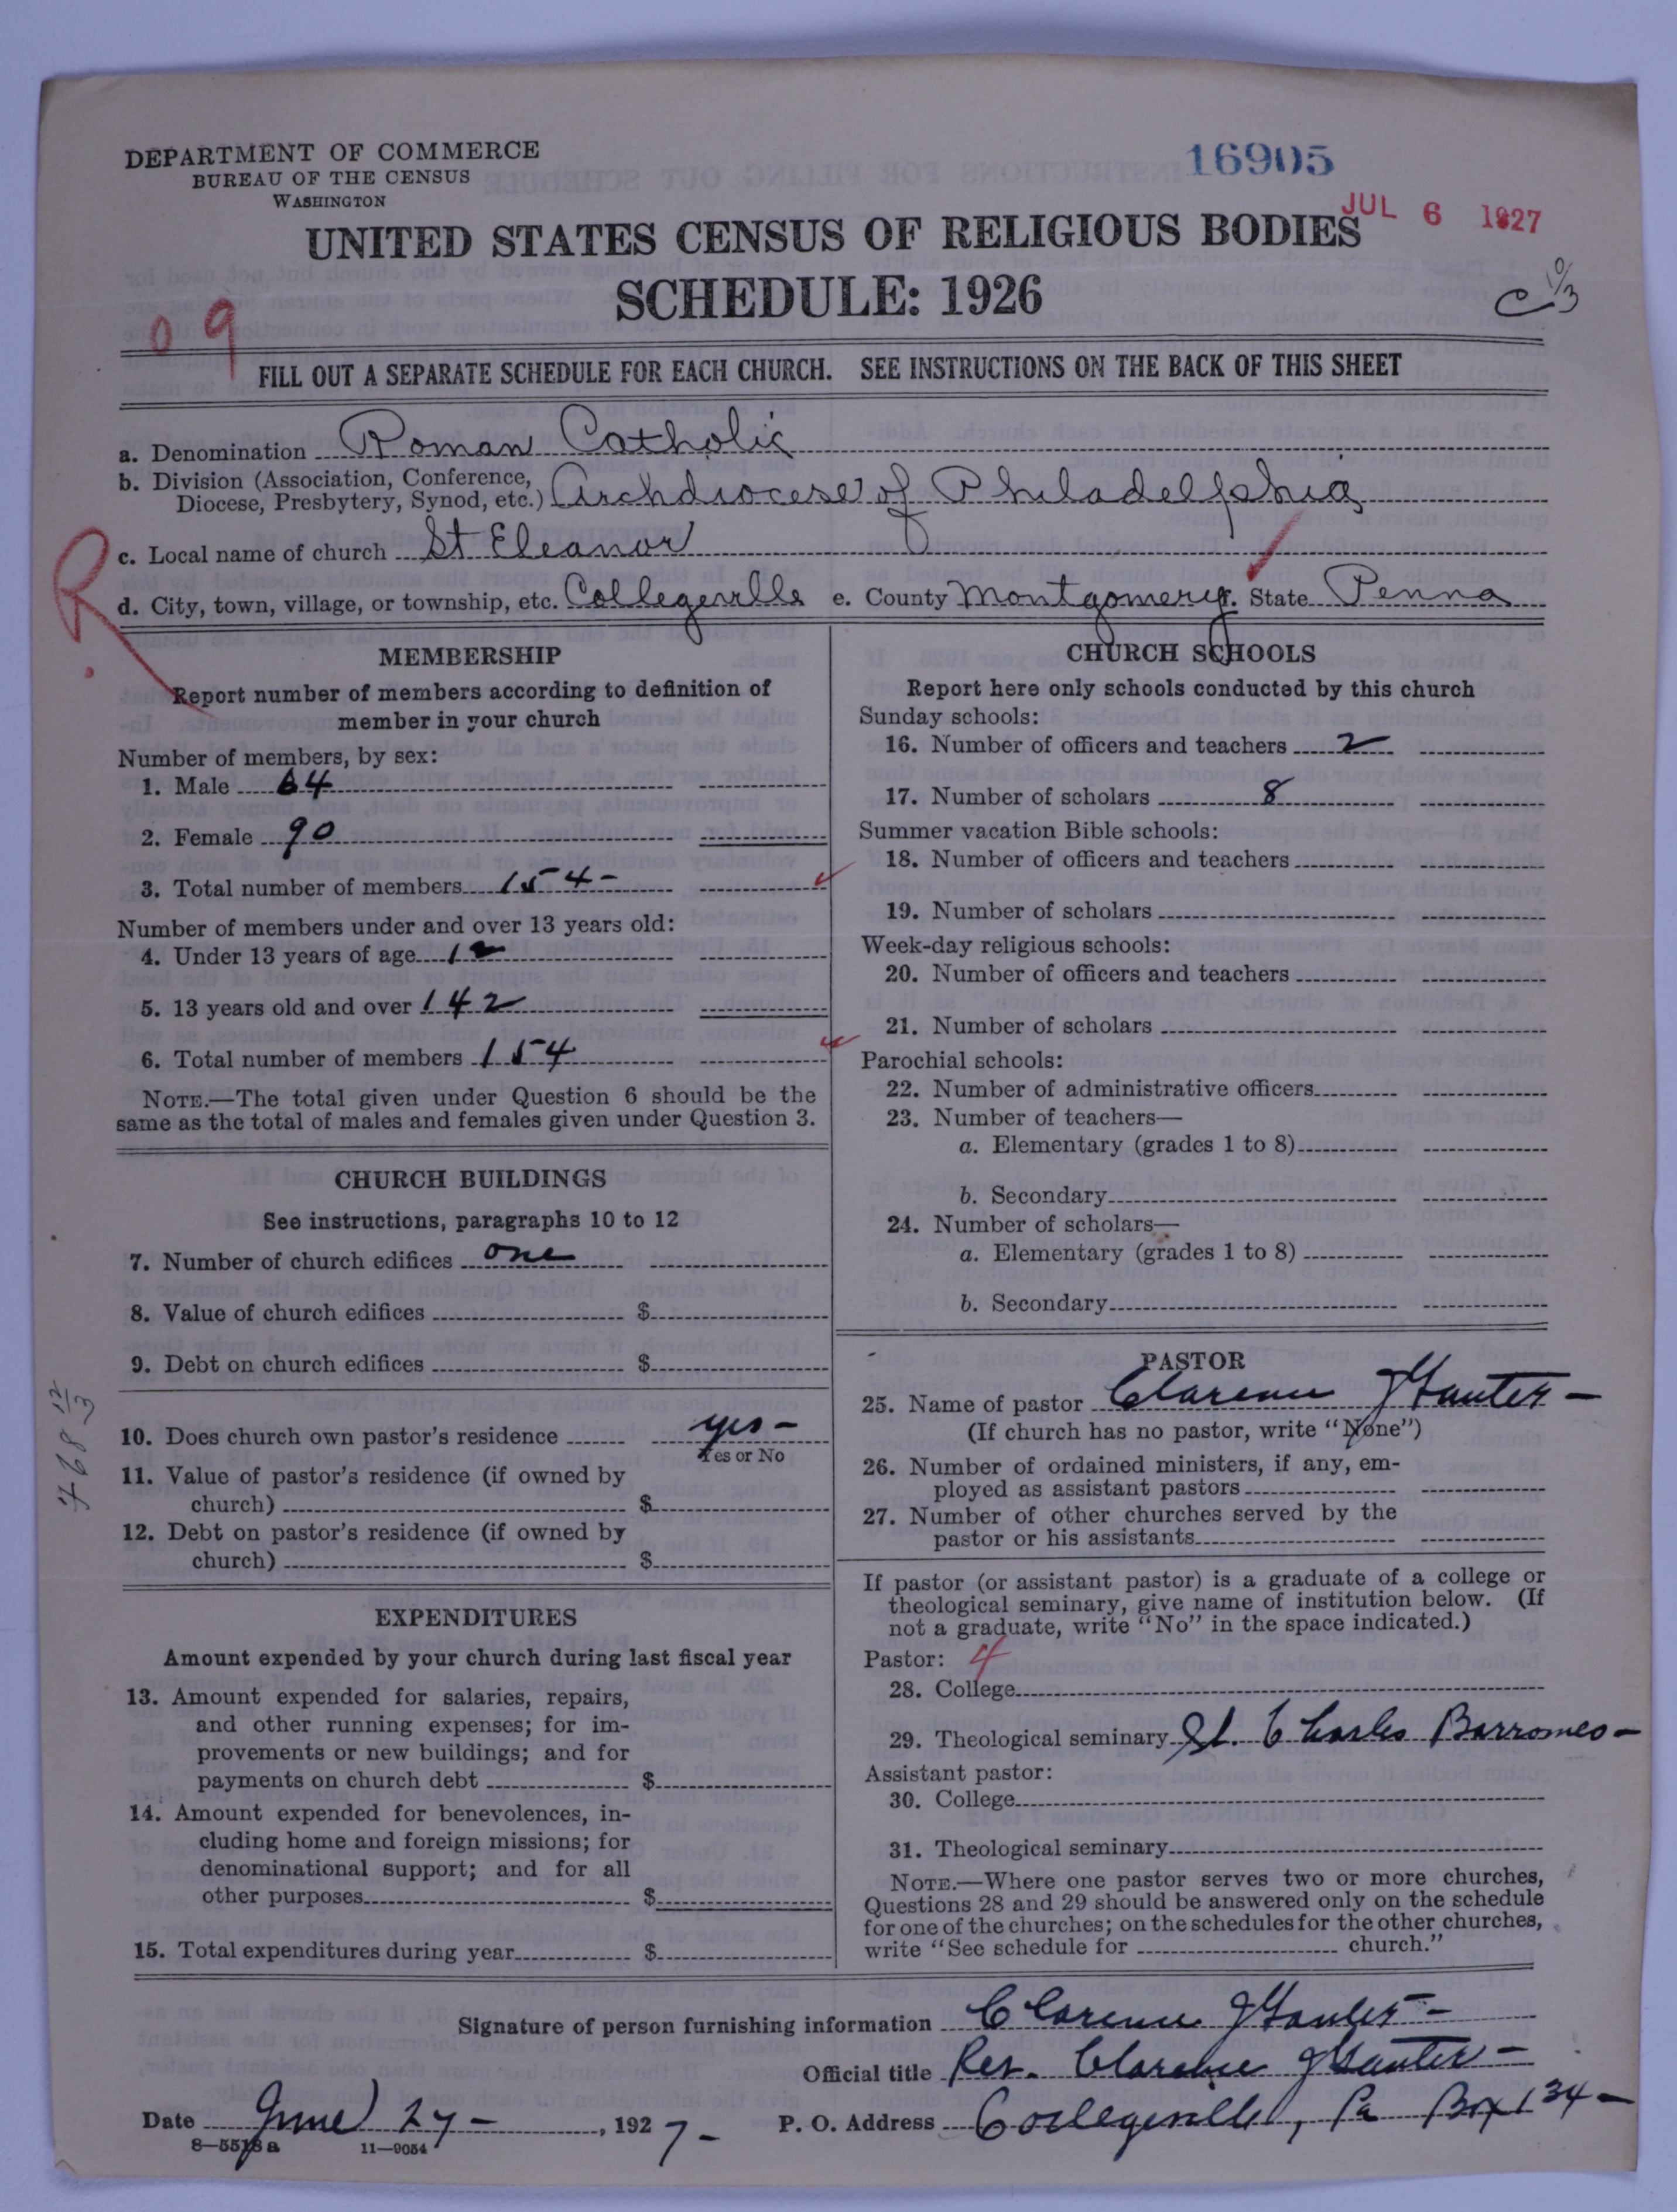 DEPARTMENT OF COMMERCE
BUREAU OF THE CENSUS
WASHINGTON
16905
JUL 6 1927
UNITED STATES CENSUS OF RELIGIOUS BODIES
SCHEDULE: 1926
C 10/3
09
FILL OUT A SEPARATE SCHEDULE FOR EACH CHURCH. SEE INSTRUCTIONS ON THE BACK OF THIS SHEET
a. Denomination Roman Catholic
b. Division (Association, Conference, Diocese, Presbytery, Synod, etc.) Archdiocese of Philadelphia
c. Local name of church St Eleanor
R
d. City, town, village, or township, etc. Collegeville e. County Montgomery f. State Penna
MEMBERSHIP
Report number of members according to definition of
member in your church
Number of members, by sex:
1. Male 64
2. Female 90
3. Total number of members 154-
Number of members under and over 13 years old:
4. Under 13 years of age 12
5. 13 years old and over 142
6. Total number of members 154
NOTE.—The total given under Question 6 should be the
same as the total of males and females given under Question 3.
CHURCH BUILDINGS
See instructions, paragraphs 10 to 12
7. Number of church edifices one
8. Value of church edifices $
9. Debt on church edifices $
10. Does church own pastor's residence yes-
Yes or No
11. Value of pastor's residence (if owned by
church) $
12. Debt on pastor's residence (if owned by
church) $
768 12/3
EXPENDITURES
Amount expended by your church during last fiscal year
13. Amount expended for salaries, repairs,
and other running expenses; for im-
provements or new buildings; and for
payments on church debt $
14. Amount expended for benevolences, in-
cluding home and foreign missions; for
denominational support; and for all
other purposes $
15. Total expenditures during year $
CHURCH SCHOOLS
Report here only schools conducted by this church
Sunday schools:
16. Number of officers and teachers 2
17. Number of scholars 8
Summer vacation Bible schools:
18. Number of officers and teachers
19. Number of scholars
Week-day religious schools:
20. Number of officers and teachers
21. Number of scholars
Parochial schools:
22. Number of administrative officers
23. Number of teachers—
a. Elementary (grades 1 to 8)
b. Secondary
24. Number of scholars—
a. Elementary (grades 1 to 8)
b. Secondary
PASTOR
25. Name of pastor Clarence J Gauter-
(If church has no pastor, write "None")
26. Number of ordained ministers, if any, em-
ployed as assistant pastors
27. Number of other churches served by the
pastor or his assistants
If pastor (or assistant pastor) is a graduate of a college or
theological seminary, give name of institution below. (If
not a graduate, write "No" in the space indicated.)
Pastor: 4
28. College
29. Theological seminary St. Charles Borromeo-
Assistant pastor:
30. College
31. Theological seminary
NOTE.—Where one pastor serves two or more churches,
Questions 28 and 29 should be answered only on the schedule
for one of the churches; on the schedules for the other churches,
write "See schedule for church."
Signature of person furnishing information Clarence J Gauter-
Official title Rev. Clarence J Gauter-
Date June 27-, 1927- P. O. Address Collegeville, Pa Box 134-
8—5518a 11—9054